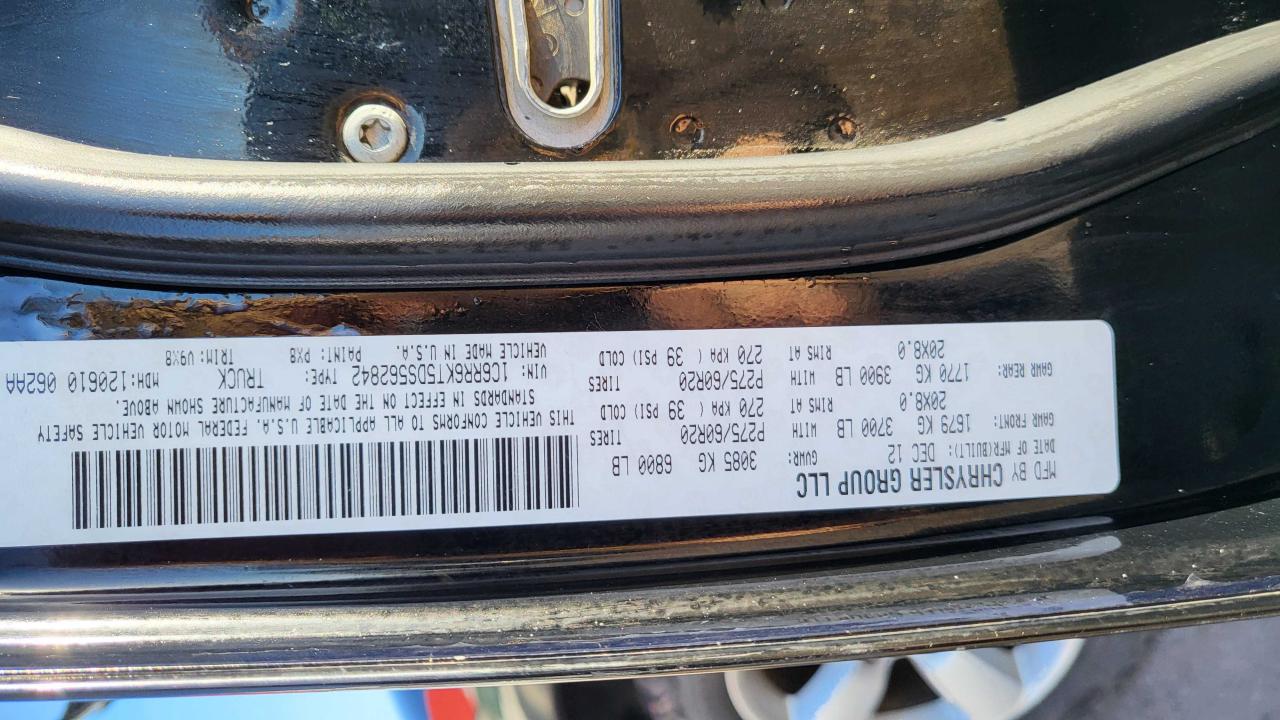 MFD BY CHRYSLER GROUP LLC
DATE OF MFR(BUILT): DEC 12 GVWR: 3085 KG 6800 LB
GAWR FRONT: 1679 KG 3700 LB WITH P275/60R20 TIRES
20X8.0 RIMS AT 270 KPA ( 39 PSI) COLD
GAWR REAR: 1770 KG 3900 LB WITH P275/60R20 TIRES
20X8.0 RIMS AT 270 KPA ( 39 PSI) COLD
THIS VEHICLE CONFORMS TO ALL APPLICABLE U.S.A. FEDERAL MOTOR VEHICLE SAFETY
STANDARDS IN EFFECT ON THE DATE OF MANUFACTURE SHOWN ABOVE.
VIN: 1C6RR6KT5DS562842 TYPE: TRUCK MDH: 120610 062AA
VEHICLE MADE IN U.S.A. PAINT: PX8 TRIM: V9X8